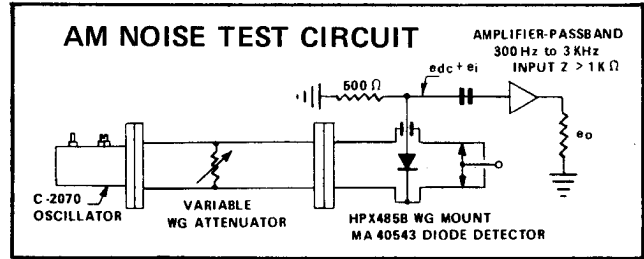 AM NOISE TEST CIRCUIT
AMPLIFIER-PASSBAND
300 Hz to 3 KHz
INPUT Z > 1K Ω
edc + ei
500 Ω
eo
C-2070
OSCILLATOR
VARIABLE
WG ATTENUATOR
HPX485B WG MOUNT
MA 40543 DIODE DETECTOR